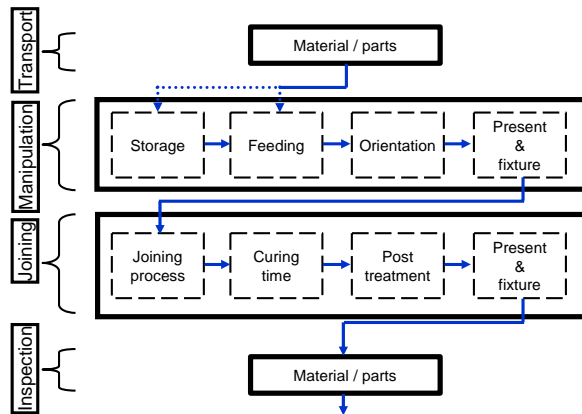 Transport
Material / parts
Manipulation
Storage
Feeding
Orientation
Present
&
fixture
Joining
Joining
process
Curing
time
Post
treatment
Present
&
fixture
Inspection
Material / parts